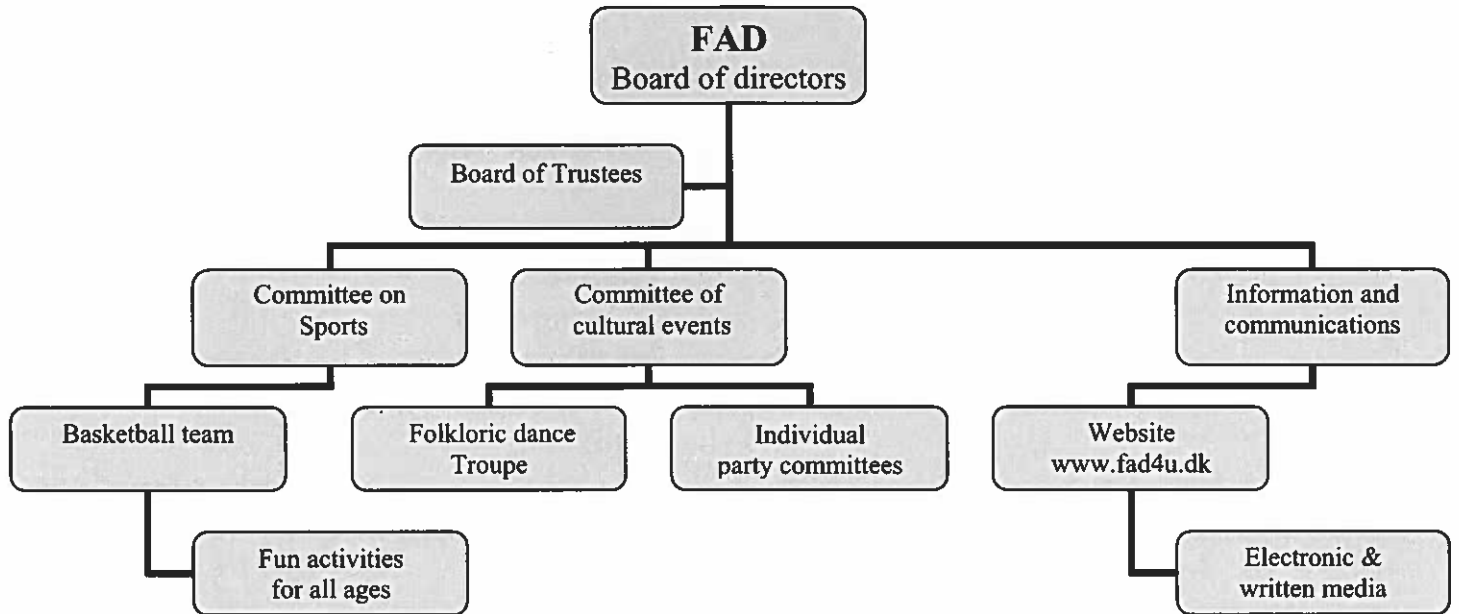 FAD
Board of directors
Board of Trustees
Committee on
Sports
Committee of
cultural events
Information and
communications
Basketball team
Folkloric dance
Troupe
Individual
party committees
Website
www.fad4u.dk
Fun activities
for all ages
Electronic &
written media